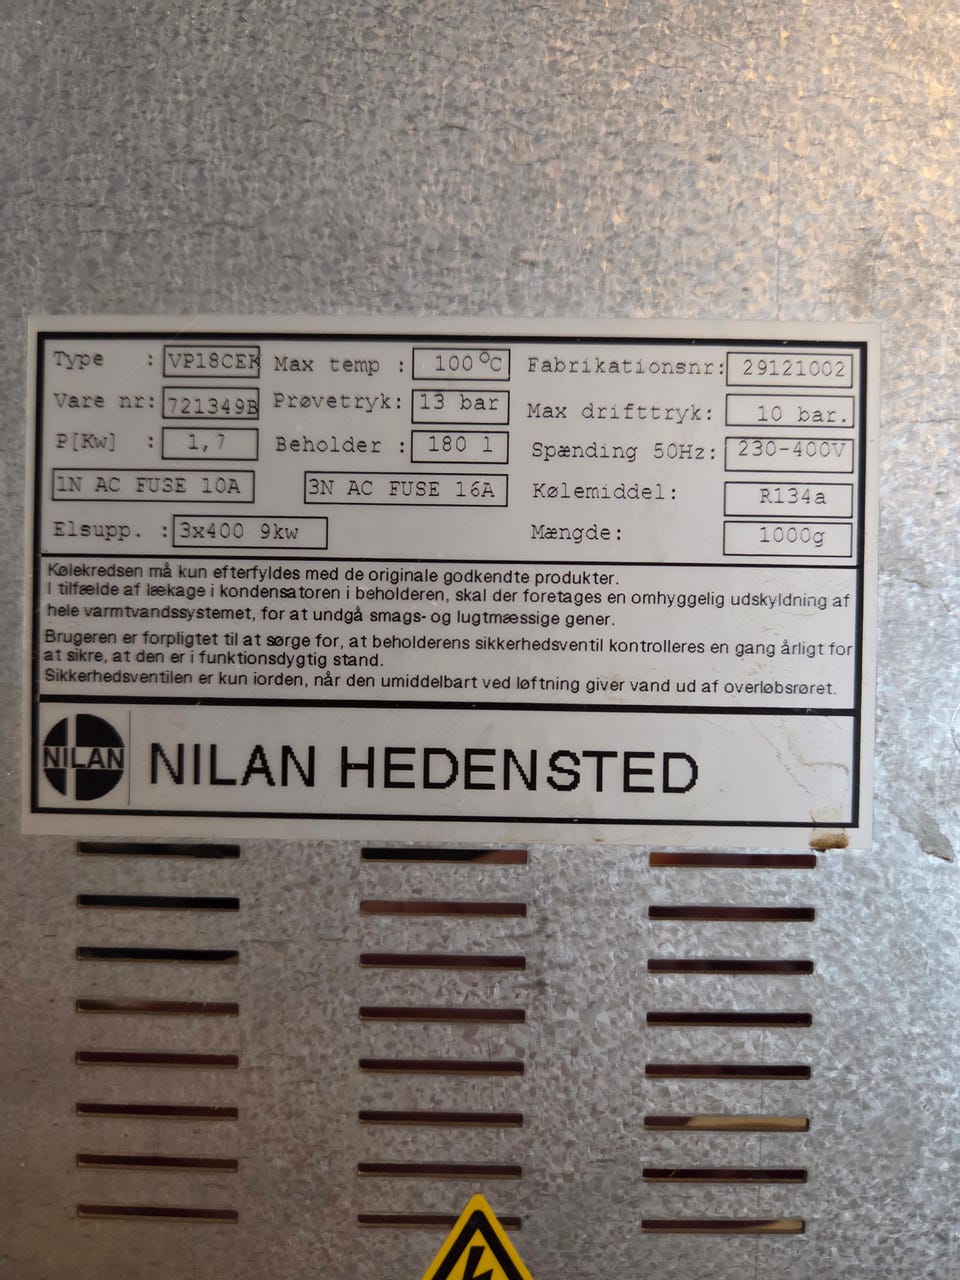 Type : VP18CEK Max temp : 100°C Fabrikationsnr: 29121002
Vare nr: 721349B Prøvetryk: 13 bar Max drifttryk: 10 bar.
P[Kw] : 1,7 Beholder : 180 l Spænding 50Hz: 230-400V
1N AC FUSE 10A 3N AC FUSE 16A Kølemiddel: R134a
Elsupp. : 3x400 9kw Mængde: 1000g
Kølekredsen må kun efterfyldes med de originale godkendte produkter.
I tilfælde af lækage i kondensatoren i beholderen, skal der foretages en omhyggelig udskyldning af
hele varmtvandssystemet, for at undgå smags- og lugtmæssige gener.
Brugeren er forpligtet til at sørge for, at beholderens sikkerhedsventil kontrolleres en gang årligt for
at sikre, at den er i funktionsdygtig stand.
Sikkerhedsventilen er kun iorden, når den umiddelbart ved løftning giver vand ud af overløbsrøret.
NILAN NILAN HEDENSTED